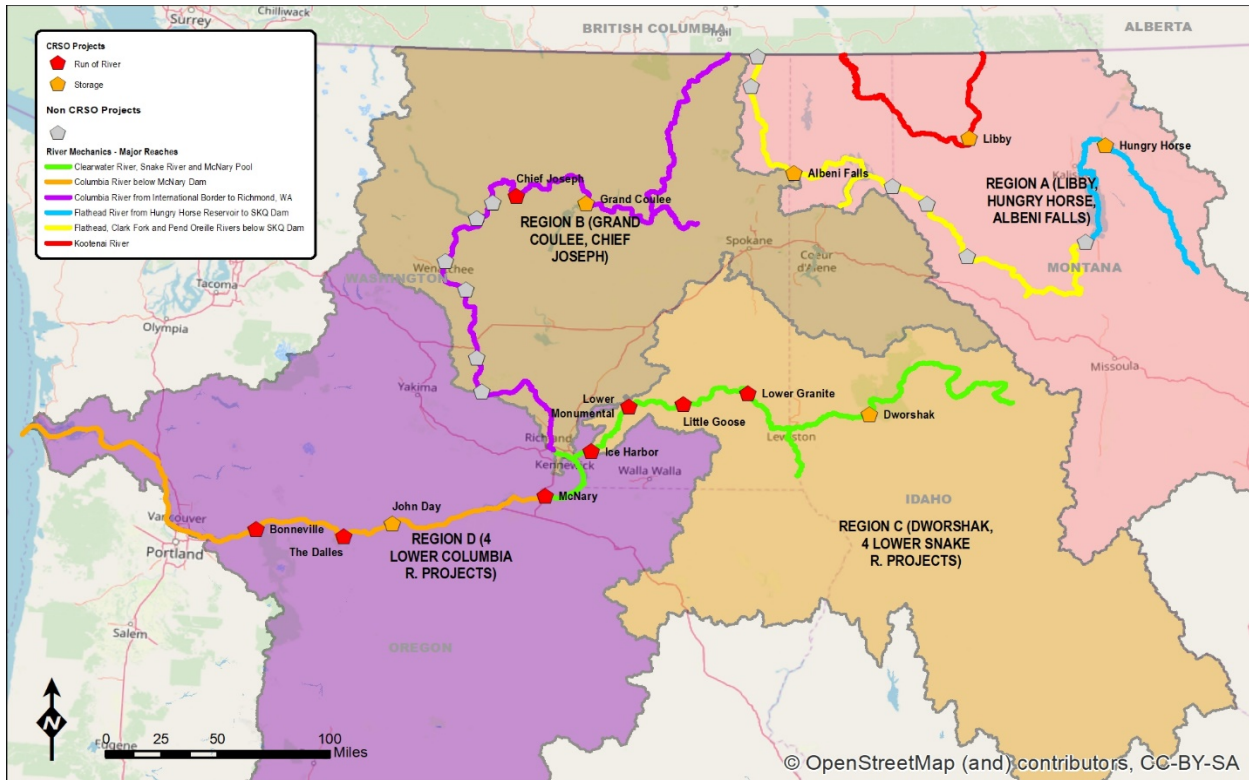 Chilliwack
Surrey
BRITISH COLUMBIA
Trail
ALBERTA
CRSO Projects
Run of River
Storage
Non CRSO Projects
River Mechanics - Major Reaches
Clearwater River, Snake River and McNary Pool
Columbia River below McNary Dam
Columbia River from International Border to Richmond, WA
Flathead River from Hungry Horse Reservoir to SKQ Dam
Flathead, Clark Fork and Pend Oreille Rivers below SKQ Dam
Kootenai River
Libby
Hungry Horse
Albeni Falls
REGION A (LIBBY,
HUNGRY HORSE,
ALBENI FALLS)
MONTANA
Missoula
Chief Joseph
Grand Coulee
REGION B (GRAND
COULEE, CHIEF
JOSEPH)
Spokane
Coeur
d'Alene
Wenatchee
WASHINGTON
Tacoma
Olympia
Yakima
Richland
Kennewick
Walla Walla
Lower
Monumental
Little Goose
Lower Granite
Lewiston
Dworshak
Ice Harbor
McNary
John Day
The Dalles
Bonneville
Vancouver
Portland
REGION D (4
LOWER COLUMBIA
R. PROJECTS)
REGION C (DWORSHAK,
4 LOWER SNAKE
R. PROJECTS)
IDAHO
Salem
OREGON
Eugene
N
0 25 50 100
Miles
© OpenStreetMap (and) contributors, CC-BY-SA